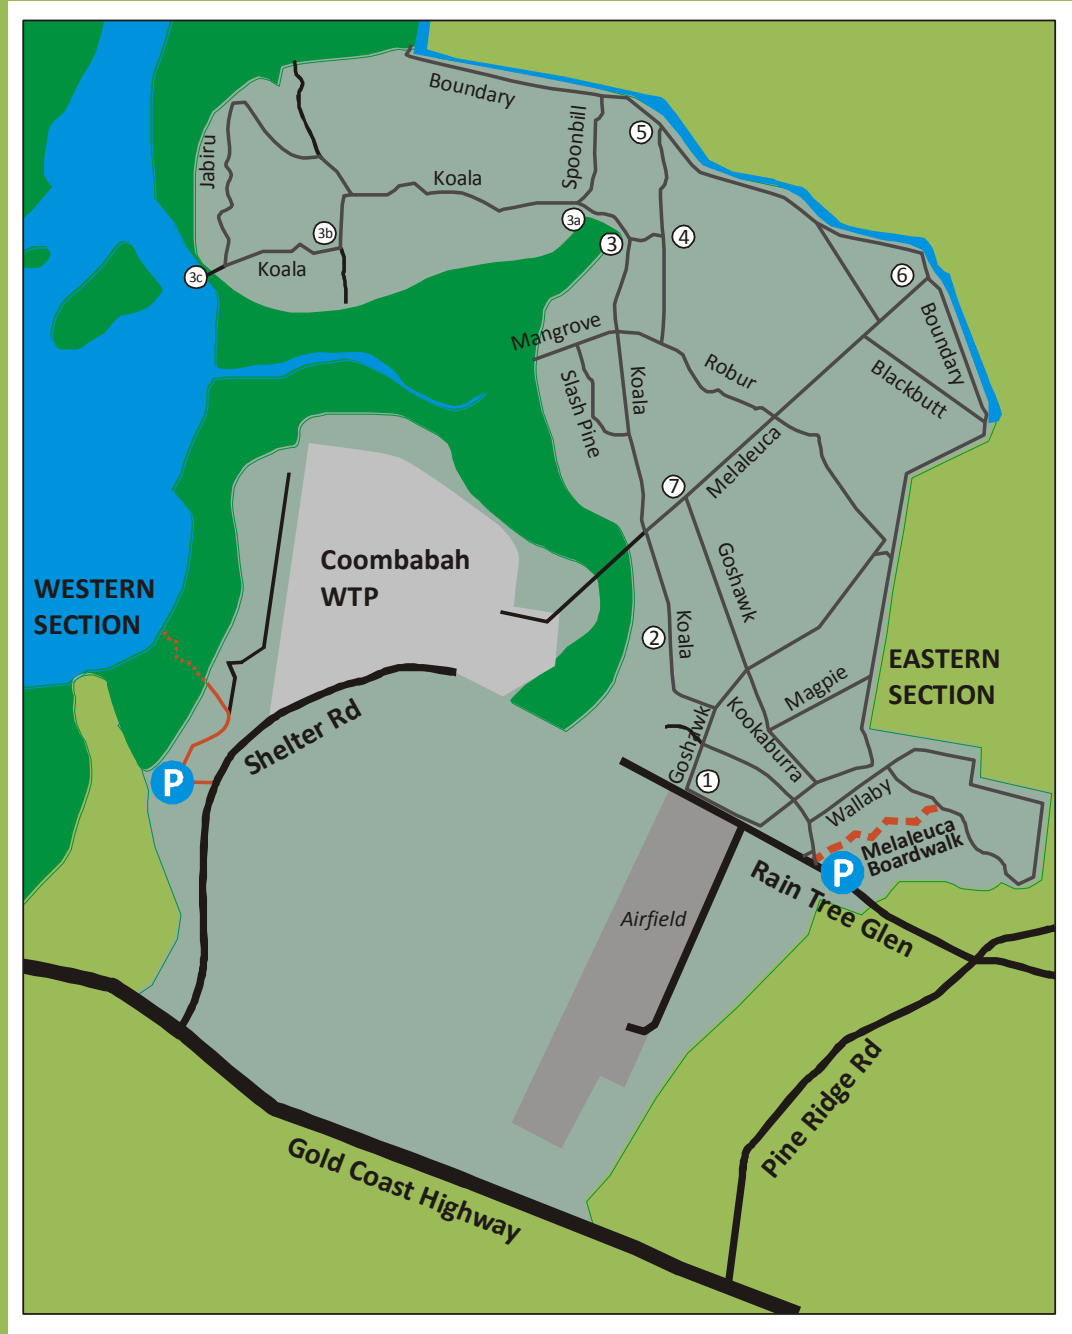 Boundary
Spoonbill
5
Jabiru
Koala
3a
3b
3
4
3c
Koala
6
Mangrove
Boundary
Robur
Blackbutt
Slash Pine
Koala
Melaleuca
7
Coombabah
WTP
Goshawk
WESTERN
SECTION
Koala
2
EASTERN
SECTION
Magpie
Shelter Rd
Goshawk
Kookaburra
P
1
Wallaby
Melaleuca
Boardwalk
P
Rain Tree Glen
Airfield
Pine Ridge Rd
Gold Coast Highway